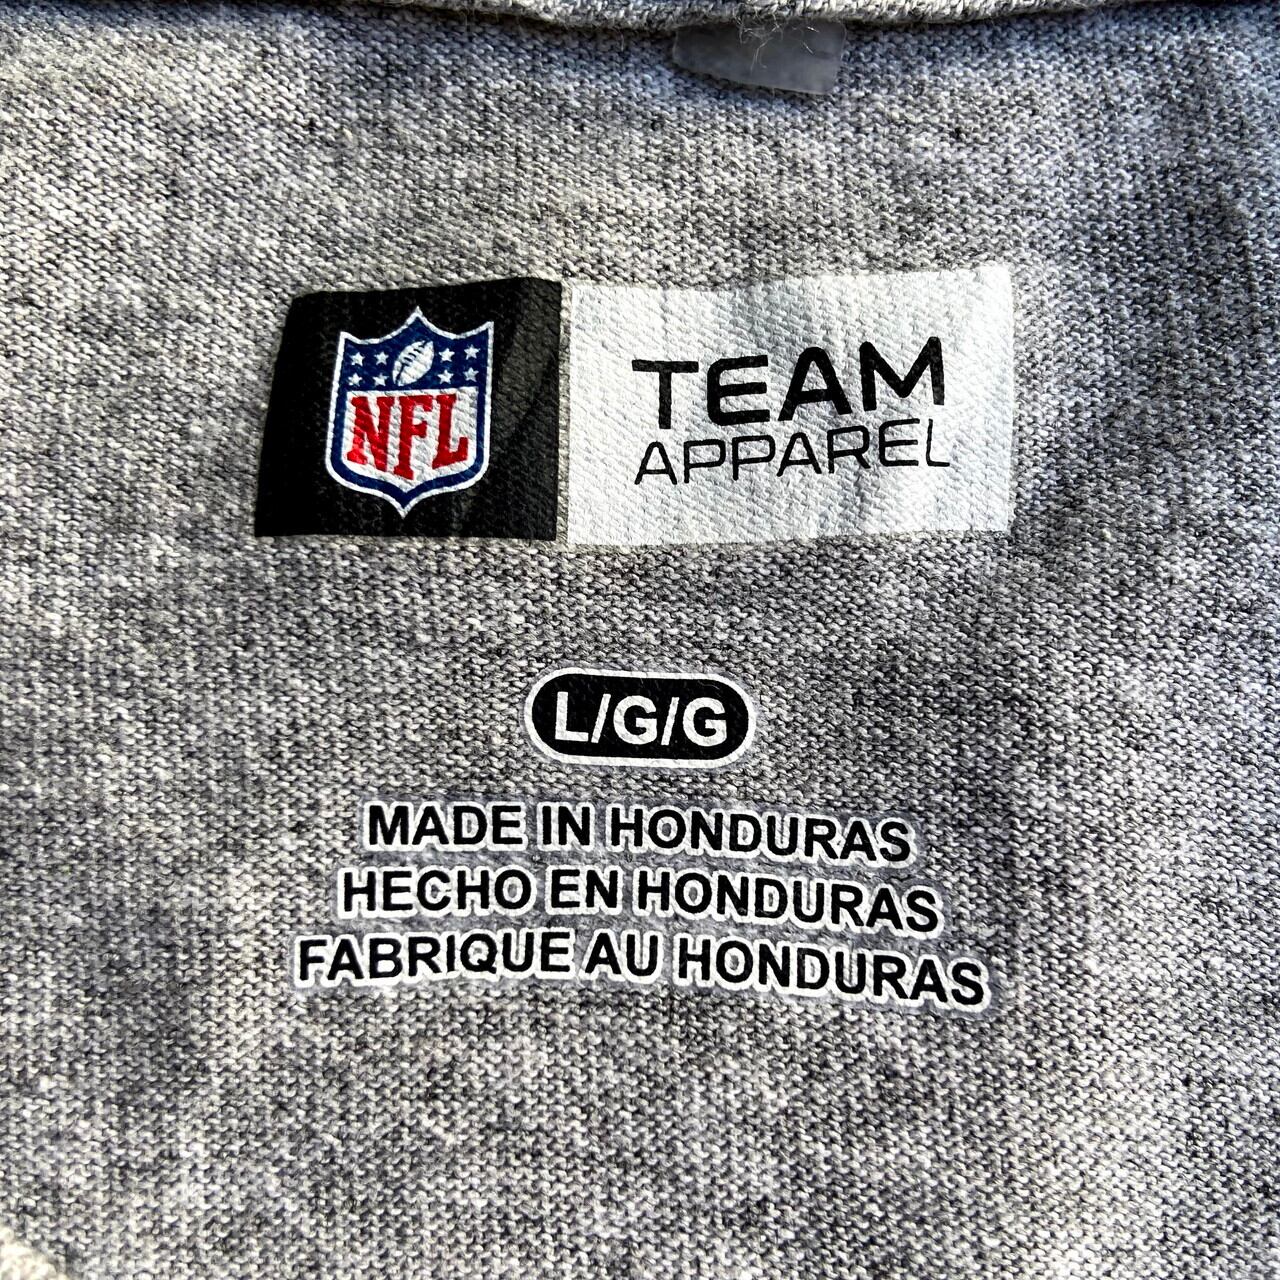 NFL
TEAM
APPAREL
L/G/G
MADE IN HONDURAS
HECHO EN HONDURAS
FABRIQUE AU HONDURAS